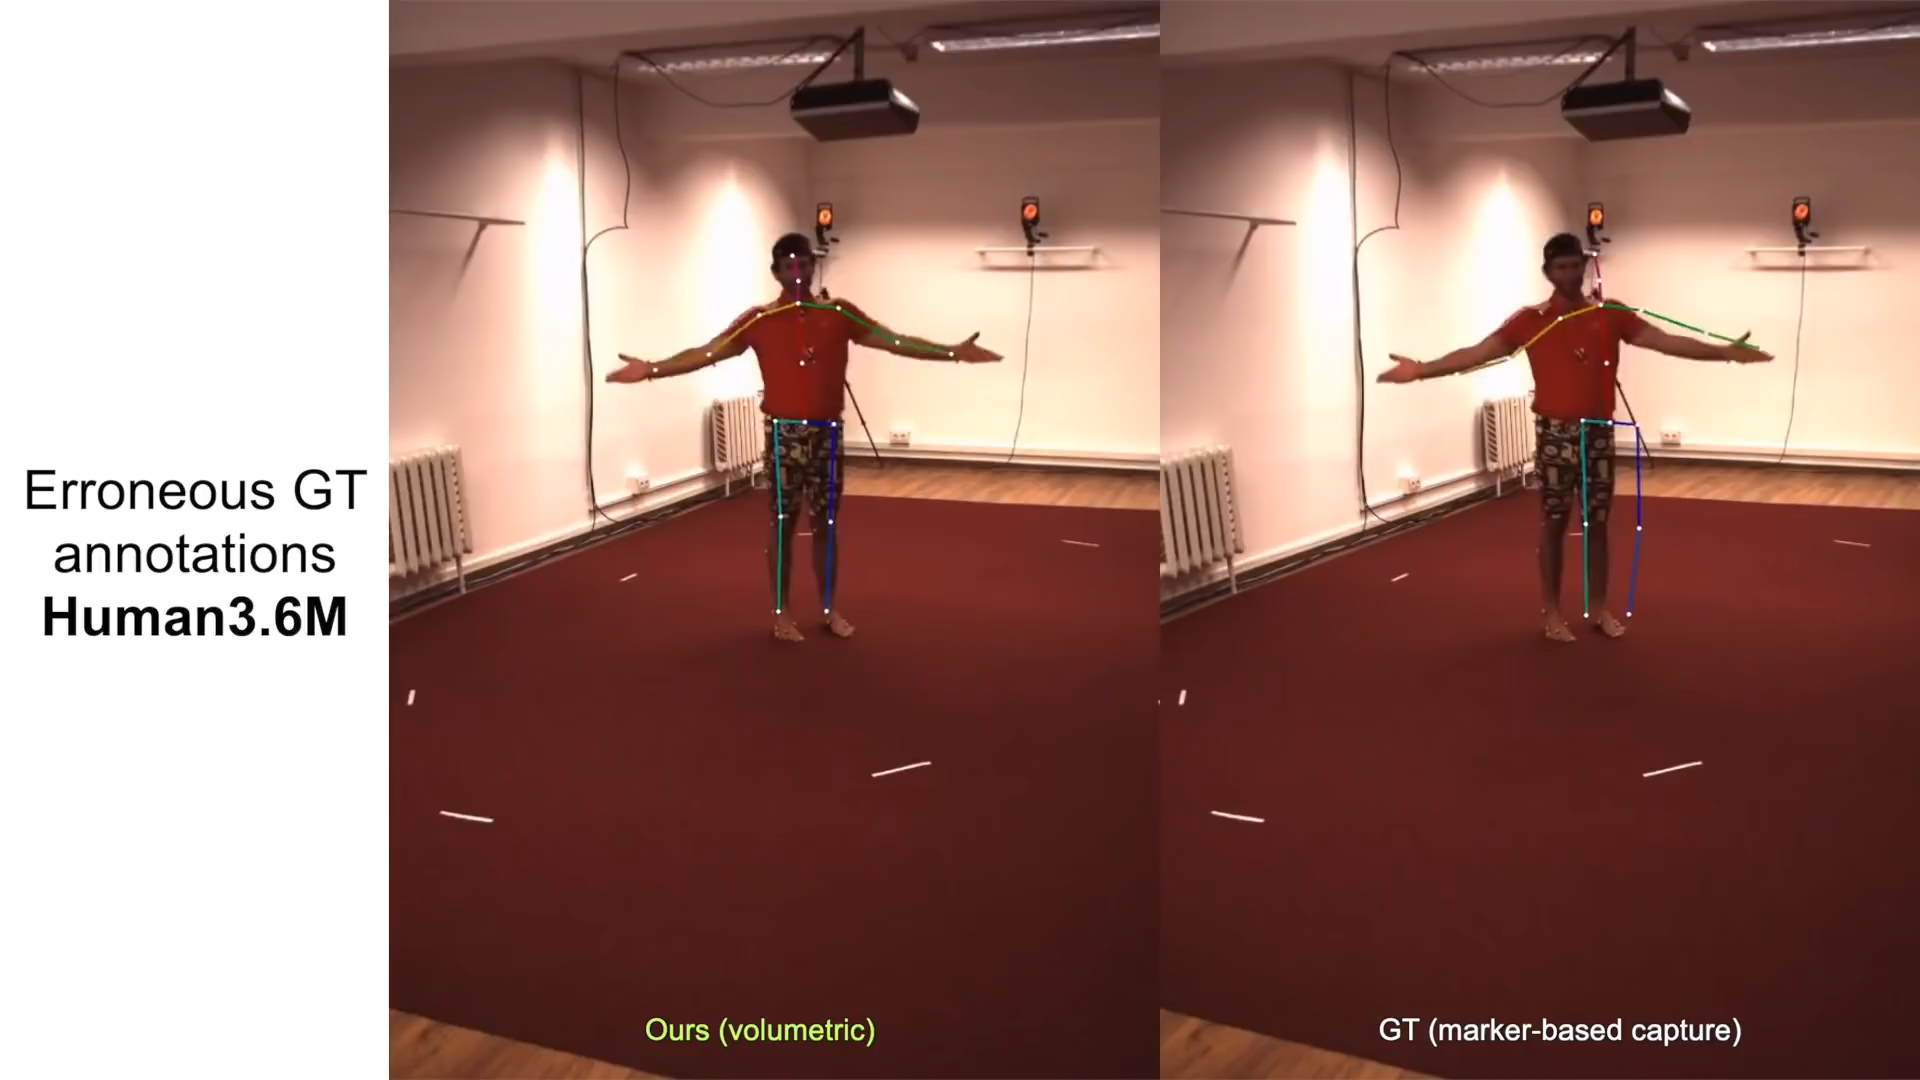 Erroneous GT
annotations
Human3.6M
Ours (volumetric)
GT (marker-based capture)